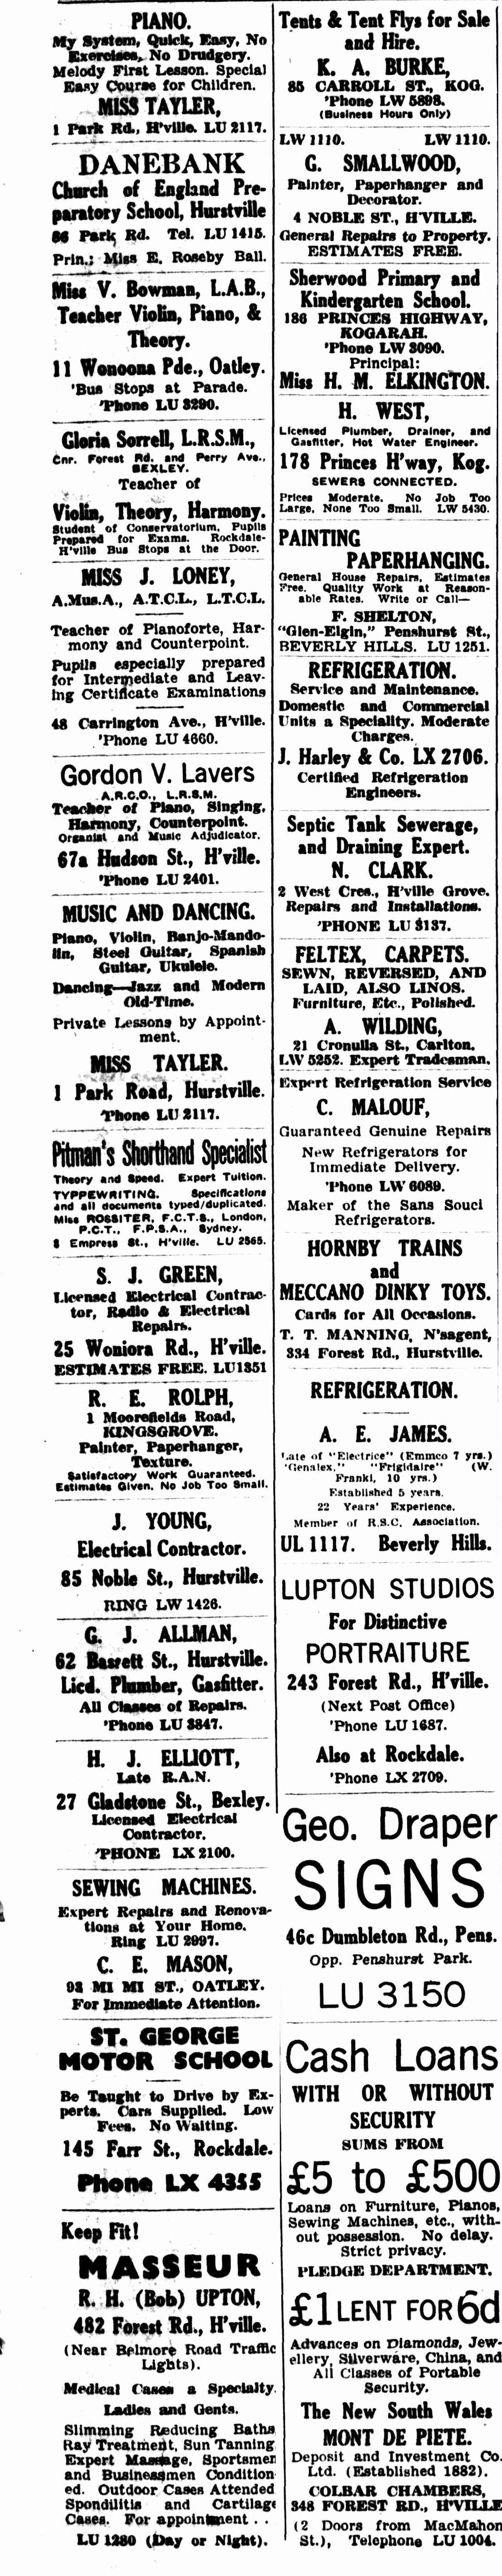 PIANO.
My System, Quick, Easy, No
Exercises, No Drudgery.
Melody First Lesson. Special
Easy Course for Children.
MISS TAYLER,
1 Park Rd., H'ville. LU 2117.
DANEBANK
Church of England Pre-
paratory School, Hurstville
66 Park Rd. Tel. LU 1415.
Prin.: Miss E. Roseby Ball.
Miss V. Bowman, L.A.B.,
Teacher Violin, Piano, &
Theory.
11 Wonoona Pde., Oatley.
'Bus Stops at Parade.
'Phone LU 3290.
Gloria Sorrell, L.R.S.M.,
Cnr. Forest Rd. and Perry Ave.,
BEXLEY.
Teacher of
Violin, Theory, Harmony.
Student of Conservatorium, Pupils
Prepared for Exams. Rockdale-
H'ville Bus Stops at the Door.
MISS J. LONEY,
A.Mus.A., A.T.C.L., L.T.C.L.
Teacher of Pianoforte, Har-
mony and Counterpoint.
Pupils especially prepared
for Intermediate and Leav-
ing Certificate Examinations
48 Carrington Ave., H'ville.
'Phone LU 4660.
Gordon V. Lavers
A.R.C.O., L.R.S.M.
Teacher of Piano, Singing,
Harmony, Counterpoint.
Organist and Music Adjudicator.
67a Hudson St., H'ville.
'Phone LU 2401.
MUSIC AND DANCING.
Piano, Violin, Banjo-Mando-
lin, Steel Guitar, Spanish
Guitar, Ukulele.
Dancing—Jazz and Modern
Old-Time.
Private Lessons by Appoint-
ment.
MISS TAYLER.
1 Park Road, Hurstville.
'Phone LU 2117.
Pitman's Shorthand Specialist
Theory and Speed. Expert Tuition.
TYPPEWRITING. Specifications
and all documents typed/duplicated.
Miss ROSSITER, F.C.T.S., London,
P.C.T., F.P.S.A., Sydney.
8 Empress St., H'ville. LU 2565.
S. J. GREEN,
Licensed Electrical Contrac-
tor, Radio & Electrical
Repairs.
25 Woniora Rd., H'ville.
ESTIMATES FREE. LU1351
R. E. ROLPH,
1 Moorefields Road,
KINGSGROVE.
Painter, Paperhanger,
Texture.
Satisfactory Work Guaranteed.
Estimates Given. No Job Too Small.
J. YOUNG,
Electrical Contractor.
85 Noble St., Hurstville.
RING LW 1426.
G. J. ALLMAN,
62 Bassett St., Hurstville.
Licd. Plumber, Gasfitter.
All Classes of Repairs.
'Phone LU 3847.
H. J. ELLIOTT,
Late R.A.N.
27 Gladstone St., Bexley.
Licensed Electrical
Contractor.
'PHONE LX 2100.
SEWING MACHINES.
Expert Repairs and Renova-
tions at Your Home.
Ring LU 2997.
C. E. MASON,
93 MI MI ST., OATLEY.
For Immediate Attention.
ST. GEORGE
MOTOR SCHOOL
Be Taught to Drive by Ex-
perts. Cars Supplied. Low
Fees. No Waiting.
145 Farr St., Rockdale.
Phone LX 4355
Keep Fit!
MASSEUR
R. H. (Bob) UPTON,
482 Forest Rd., H'ville.
(Near Belmore Road Traffic
Lights).
Medical Cases a Specialty.
Ladies and Gents.
Slimming Reducing Baths
Ray Treatment, Sun Tanning
Expert Massage, Sportsmen
and Businessmen Condition
ed. Outdoor Cases Attended
Spondilitis and Cartilage
Cases. For appointment . .
LU 1280 (Day or Night).
Tents & Tent Flys for Sale
and Hire.
K. A. BURKE,
85 CARROLL ST., KOG.
'Phone LW 5898.
(Business Hours Only)
LW 1110. LW 1110.
G. SMALLWOOD,
Painter, Paperhanger and
Decorator.
4 NOBLE ST., H'VILLE.
General Repairs to Property.
ESTIMATES FREE.
Sherwood Primary and
Kindergarten School.
186 PRINCES HIGHWAY,
KOGARAH.
'Phone LW 3090.
Principal:
Miss H. M. ELKINGTON.
H. WEST,
Licensed Plumber, Drainer, and
Gasfitter, Hot Water Engineer.
178 Princes H'way, Kog.
SEWERS CONNECTED.
Prices Moderate. No Job Too
Large, None Too Small. LW 5430.
PAINTING
PAPERHANGING.
General House Repairs, Estimates
Free. Quality Work at Reason-
able Rates. Write or Call—
F. SHELTON,
"Glen-Elgin," Penshurst St.,
BEVERLY HILLS. LU 1251.
REFRIGERATION.
Service and Maintenance.
Domestic and Commercial
Units a Speciality. Moderate
Charges.
J. Harley & Co. LX 2706.
Certified Refrigeration
Engineers.
Septic Tank Sewerage,
and Draining Expert.
N. CLARK.
2 West Cres., H'ville Grove.
Repairs and Installations.
'PHONE LU 3137.
FELTEX, CARPETS.
SEWN, REVERSED, AND
LAID, ALSO LINOS.
Furniture, Etc., Polished.
A. WILDING,
21 Cronulla St., Carlton.
LW 5252. Expert Tradesman.
Expert Refrigeration Service
C. MALOUF,
Guaranteed Genuine Repairs
New Refrigerators for
Immediate Delivery.
'Phone LW 6089.
Maker of the Sans Souci
Refrigerators.
HORNBY TRAINS
and
MECCANO DINKY TOYS.
Cards for All Occasions.
T. T. MANNING, N'sagent,
334 Forest Rd., Hurstville.
REFRIGERATION.
A. E. JAMES.
Late of "Electrice" (Emmco 7 yrs.)
"Genalex," "Frigidaire" (W.
Franki, 10 yrs.)
Established 5 years.
22 Years' Experience.
Member of R.S.C. Association.
UL 1117. Beverly Hills.
LUPTON STUDIOS
For Distinctive
PORTRAITURE
243 Forest Rd., H'ville.
(Next Post Office)
'Phone LU 1687.
Also at Rockdale.
'Phone LX 2709.
Geo. Draper
SIGNS
46c Dumbleton Rd., Pens.
Opp. Penshurst Park.
LU 3150
Cash Loans
WITH OR WITHOUT
SECURITY
SUMS FROM
£5 to £500
Loans on Furniture, Pianos,
Sewing Machines, etc., with-
out possession. No delay.
Strict privacy.
PLEDGE DEPARTMENT.
£1 LENT FOR 6d
Advances on Diamonds, Jew-
ellery, Silverware, China, and
All Classes of Portable
Security.
The New South Wales
MONT DE PIETE.
Deposit and Investment Co.
Ltd. (Established 1882).
COLBAR CHAMBERS,
348 FOREST RD., H'VILLE
(2 Doors from MacMahon
St.), Telephone LU 1004.